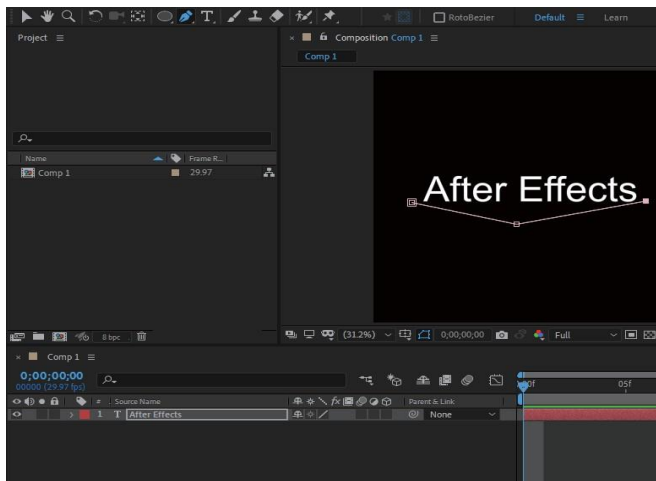 RotoBezier Default Learn
Project
Composition Comp 1
Comp 1
Name Frame R...
Comp 1 29.97
After Effects
8 bpc
(31.2%) 0;00;00;00 Full
Comp 1
0;00;00;00
00000 (29.97 fps)
:00f 05f
# Source Name Parent & Link
1 T After Effects None